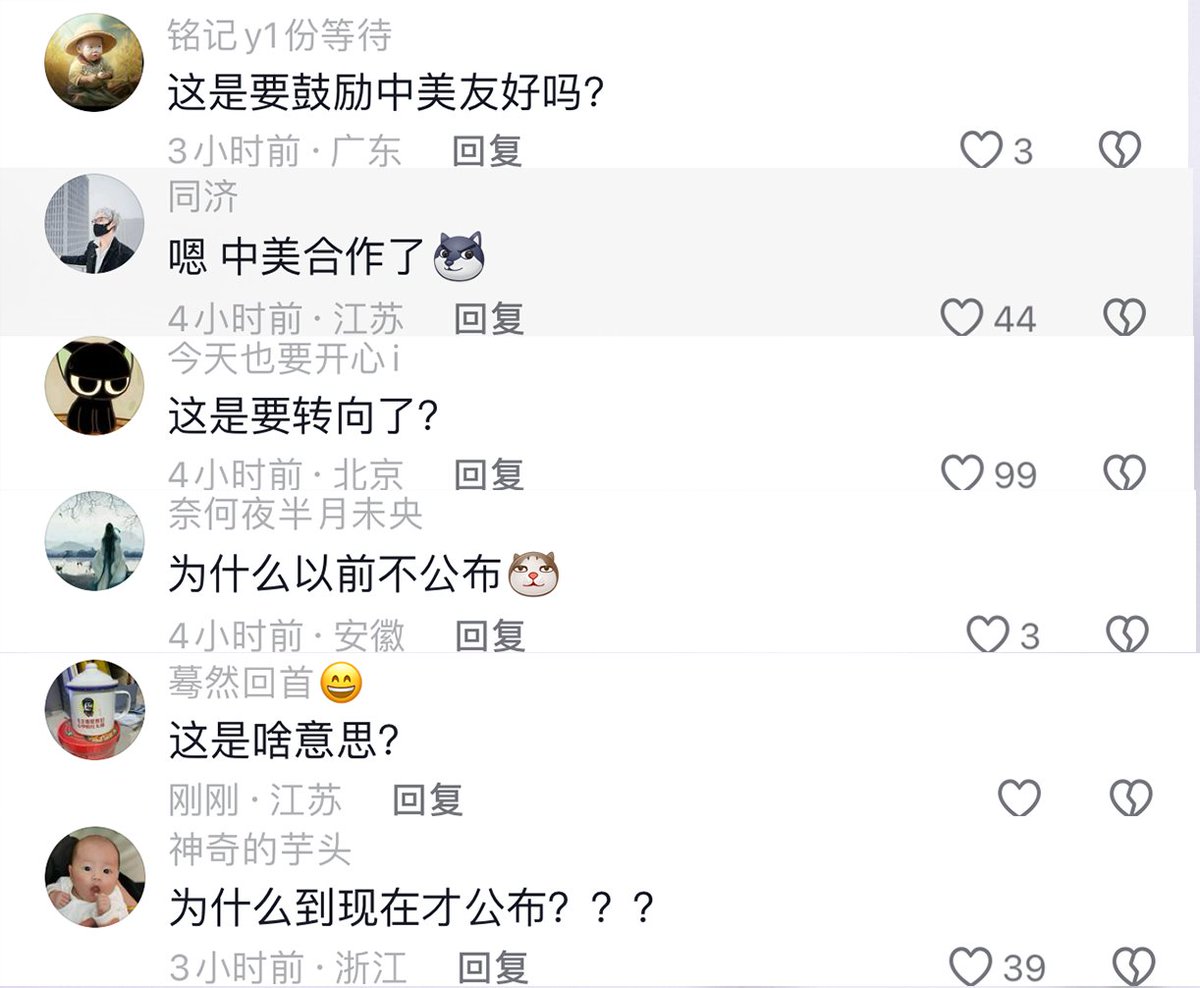 铭记y1份等待
这是要鼓励中美友好吗?
3小时前·广东 回复 3
同济
嗯 中美合作了
4小时前·江苏 回复 44
今天也要开心i
这是要转向了?
4小时前·北京 回复 99
奈何夜半月未央
为什么以前不公布
4小时前·安徽 回复 3
蓦然回首😄
这是啥意思?
刚刚·江苏 回复
神奇的芋头
为什么到现在才公布？？？
3小时前·浙江 回复 39